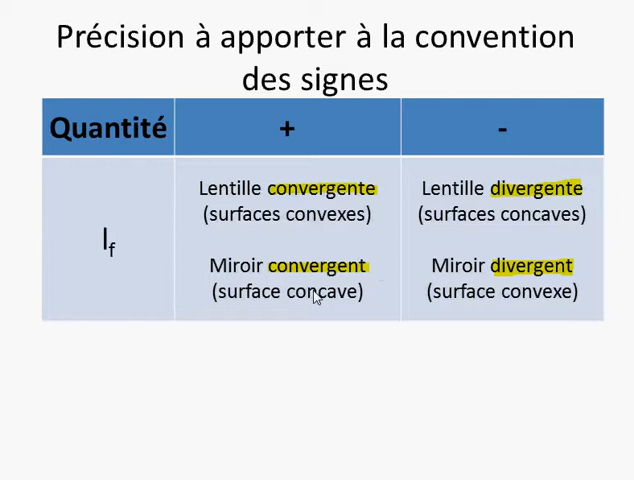 Précision à apporter à la convention
des signes
Quantité + -
Lentille convergente
(surfaces convexes)
Lentille divergente
(surfaces concaves)
lf
Miroir convergent
(surface concave)
Miroir divergent
(surface convexe)